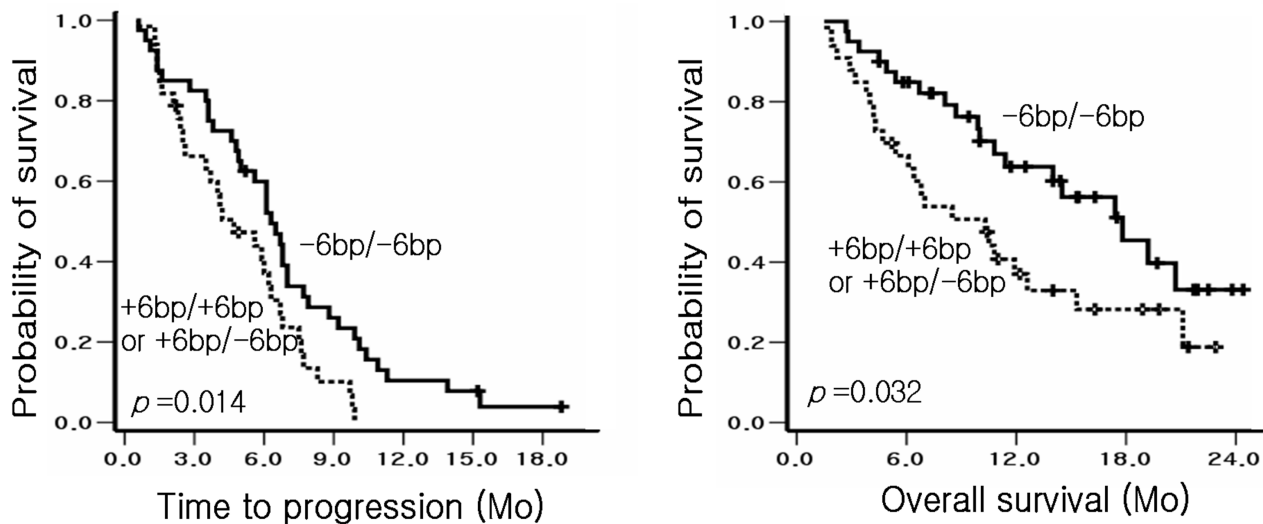 Probability of survival
1.0
0.8
0.6
0.4
0.2
0.0
−6bp/−6bp
+6bp/+6bp
or +6bp/−6bp
p=0.014
0.0 3.0 6.0 9.0 12.0 15.0 18.0
Time to progression (Mo)
Probability of survival
1.0
0.8
0.6
0.4
0.2
0.0
−6bp/−6bp
+6bp/+6bp
or +6bp/−6bp
p=0.032
0.0 6.0 12.0 18.0 24.0
Overall survival (Mo)